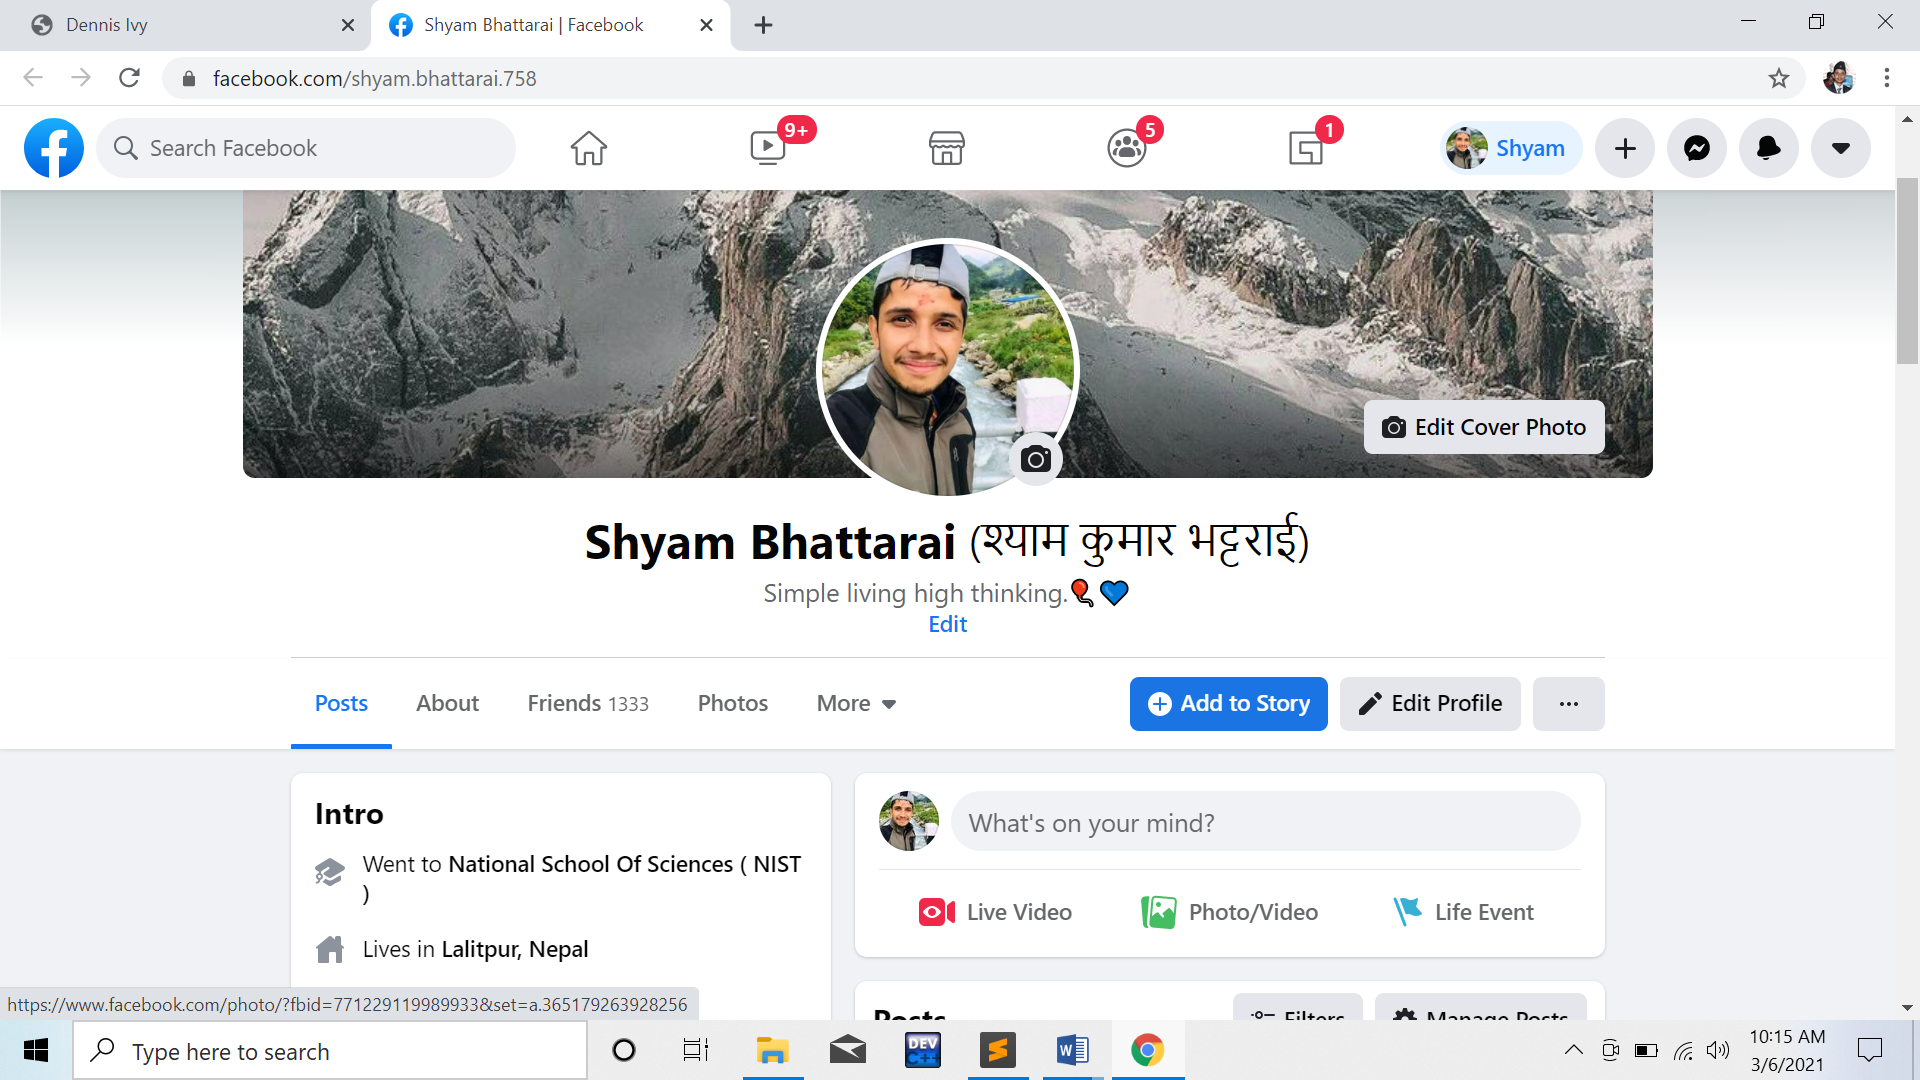 Dennis Ivy
Shyam Bhattarai | Facebook
facebook.com/shyam.bhattarai.758
Search Facebook
9+
5
1
Shyam
Edit Cover Photo
Shyam Bhattarai (श्याम कुमार भट्टराई)
Simple living high thinking.🎈💙
Edit
Posts About Friends 1333 Photos More
Add to Story
Edit Profile
Intro
Went to National School Of Sciences ( NIST
)
Lives in Lalitpur, Nepal
What's on your mind?
Live Video
Photo/Video
Life Event
Posts
Filters
Manage Posts
https://www.facebook.com/photo/?fbid=771229119989933&set=a.365179263928256
Type here to search
DEV
C++
10:15 AM
3/6/2021